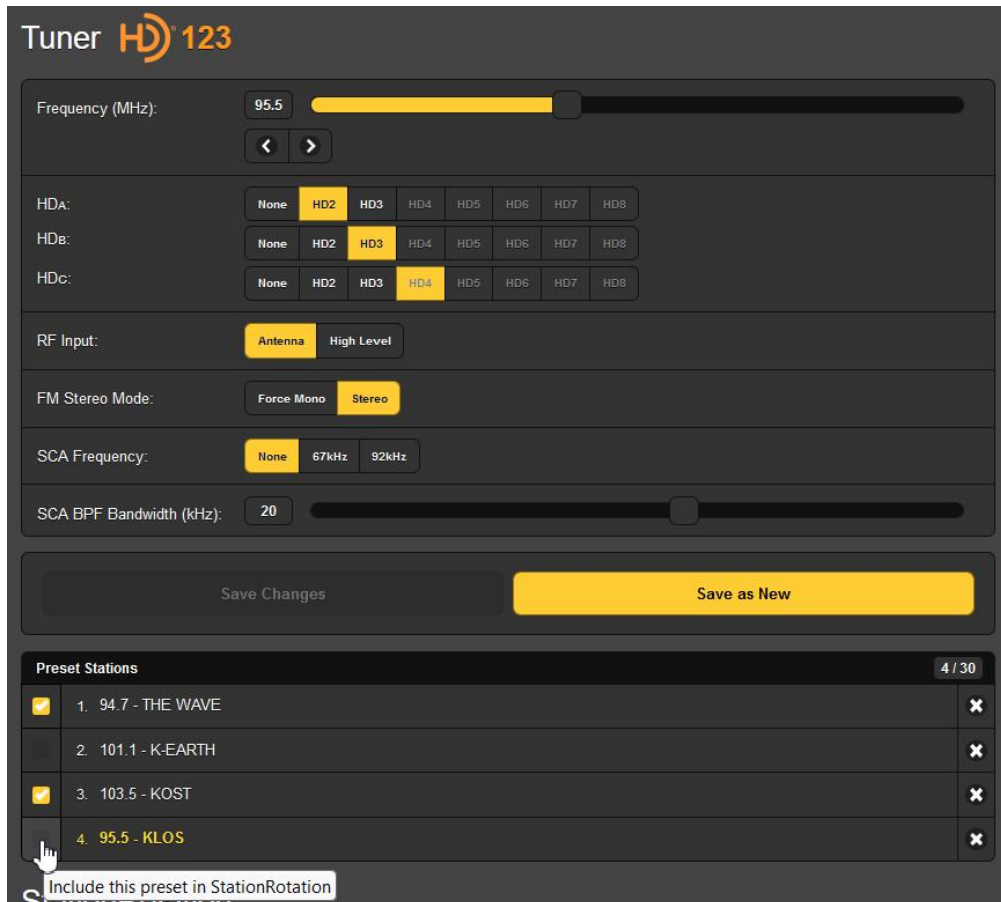 Tuner HD® 123
Frequency (MHz): 95.5
HDA: None HD2 HD3 HD4 HD5 HD6 HD7 HD8
HDB: None HD2 HD3 HD4 HD5 HD6 HD7 HD8
HDC: None HD2 HD3 HD4 HD5 HD6 HD7 HD8
RF Input: Antenna High Level
FM Stereo Mode: Force Mono Stereo
SCA Frequency: None 67kHz 92kHz
SCA BPF Bandwidth (kHz): 20
Save Changes Save as New
Preset Stations 4 / 30
1. 94.7 - THE WAVE
2. 101.1 - K-EARTH
3. 103.5 - KOST
4. 95.5 - KLOS
Include this preset in StationRotation